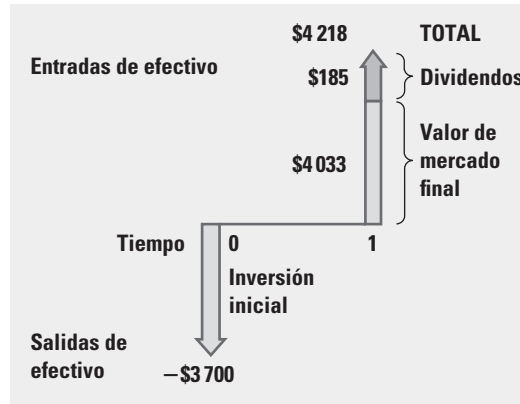 $4 218 TOTAL
Entradas de efectivo
$185 Dividendos
Valor de
mercado
final
$4 033
Tiempo 0 1
Inversión
inicial
Salidas de
efectivo
−$3 700